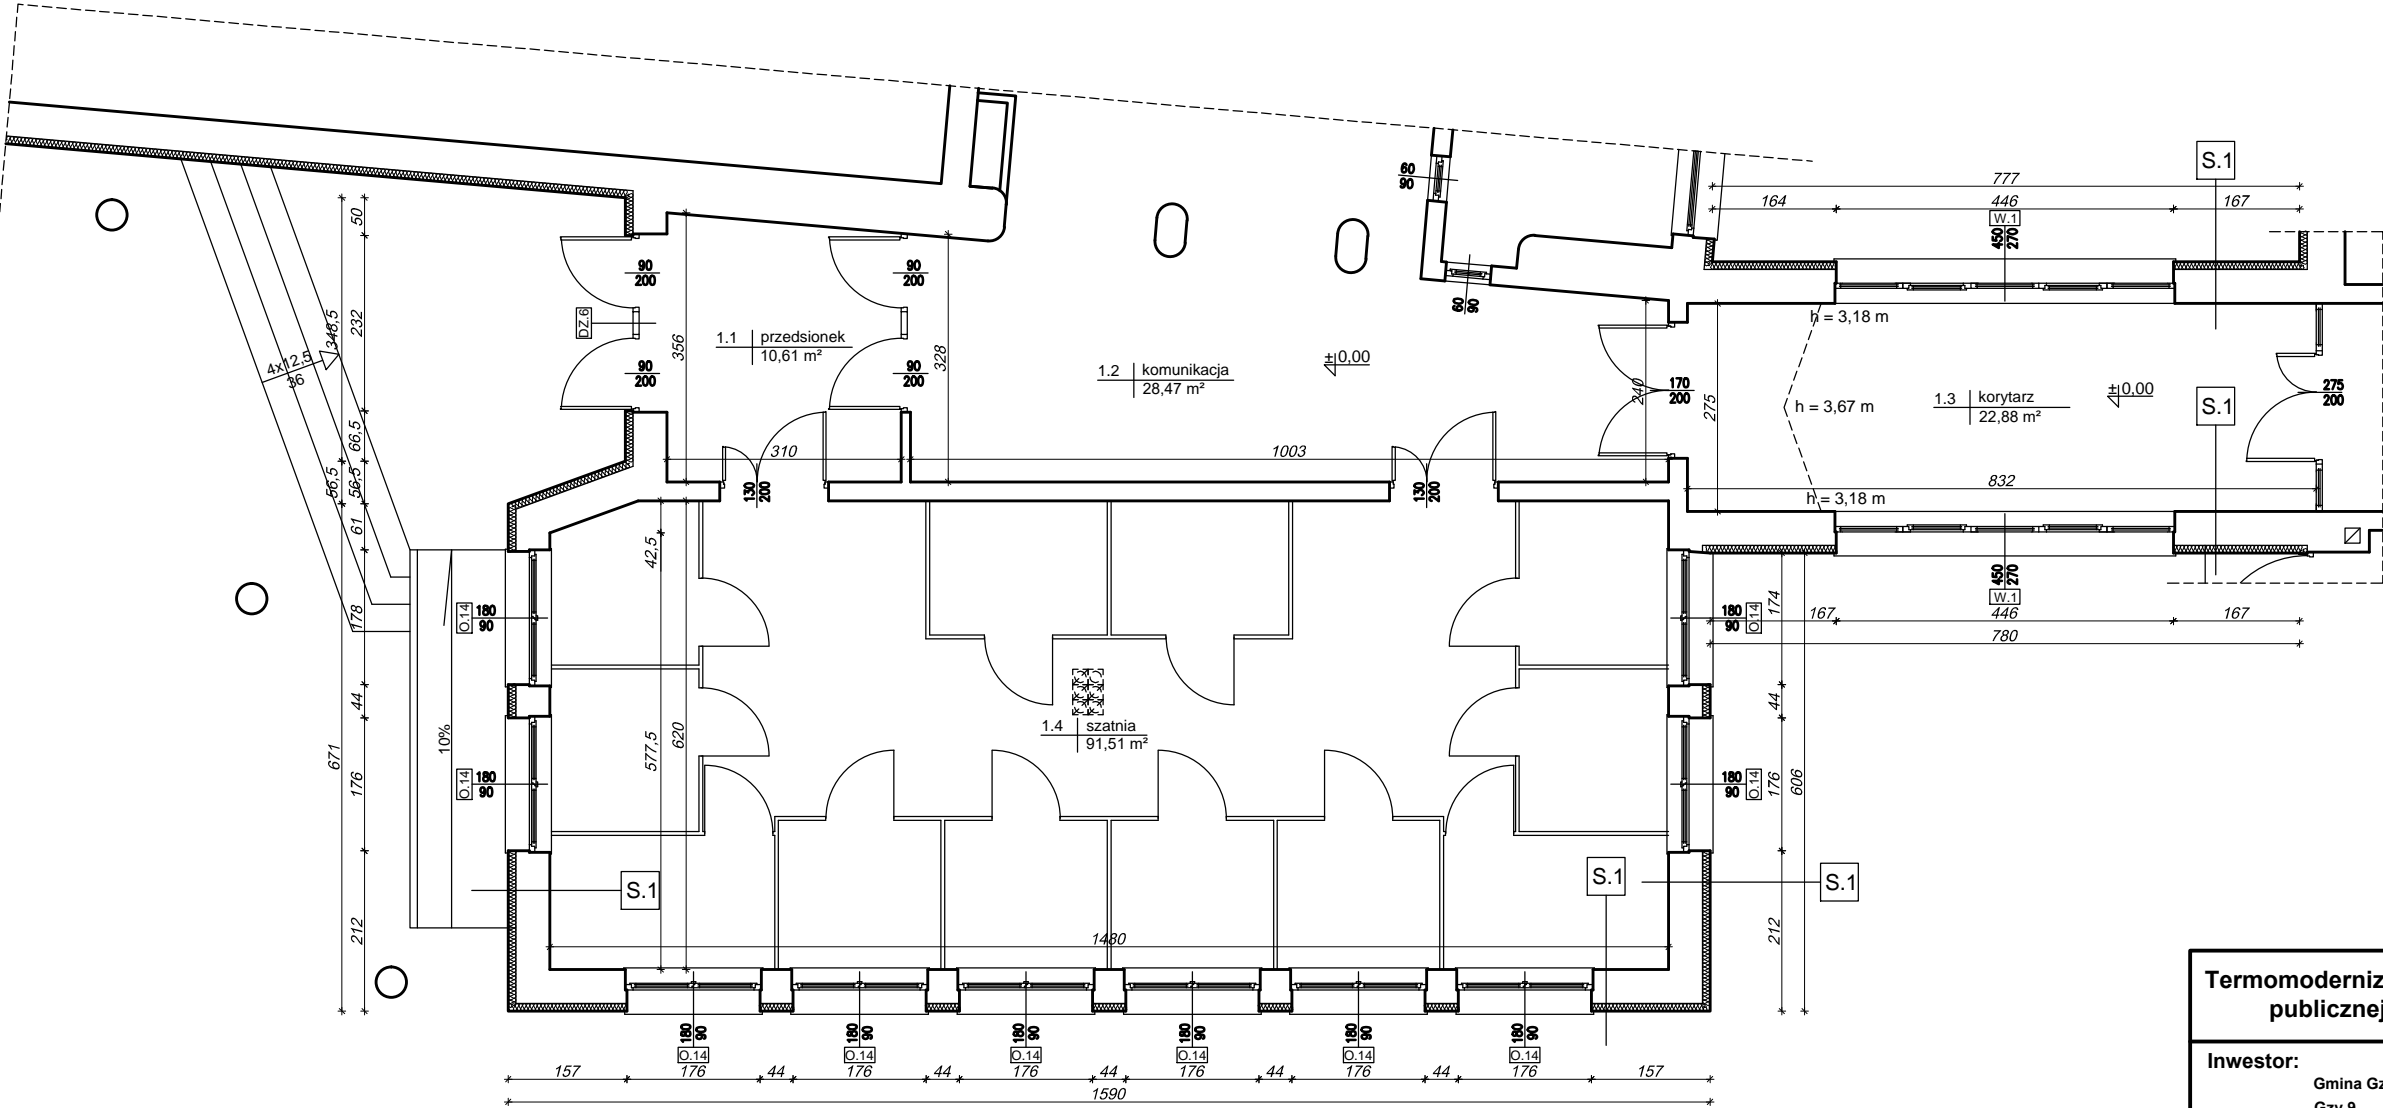 S.1
777
164
446
167
W.1
450
270
60
90
60
90
50
232
66,5
56,5
56,5
61
178
44
176
212
671
348,5
4x12,5
36
DZ.6
90
200
90
200
356
1.1
przedsionek
10,61 m²
90
200
90
200
328
1.2
komunikacja
28,47 m²
±0,00
240
170
200
275
h = 3,18 m
h = 3,67 m
h = 3,18 m
1.3
korytarz
22,88 m²
±0,00
S.1
275
200
832
310
1003
130
200
130
200
450
270
W.1
167
446
167
780
10%
O.14
180
90
O.14
180
90
42,5
577,5
620
1.4
szatnia
91,51 m²
180
90
O.14
180
90
O.14
174
44
176
212
606
S.1
S.1
S.1
1480
180
90
O.14
180
90
O.14
180
90
O.14
180
90
O.14
180
90
O.14
180
90
O.14
157
176
44
176
44
176
44
176
44
176
44
176
157
1590
Termomoderniz
publicznej
Inwestor:
Gmina Gz
Gzy 9